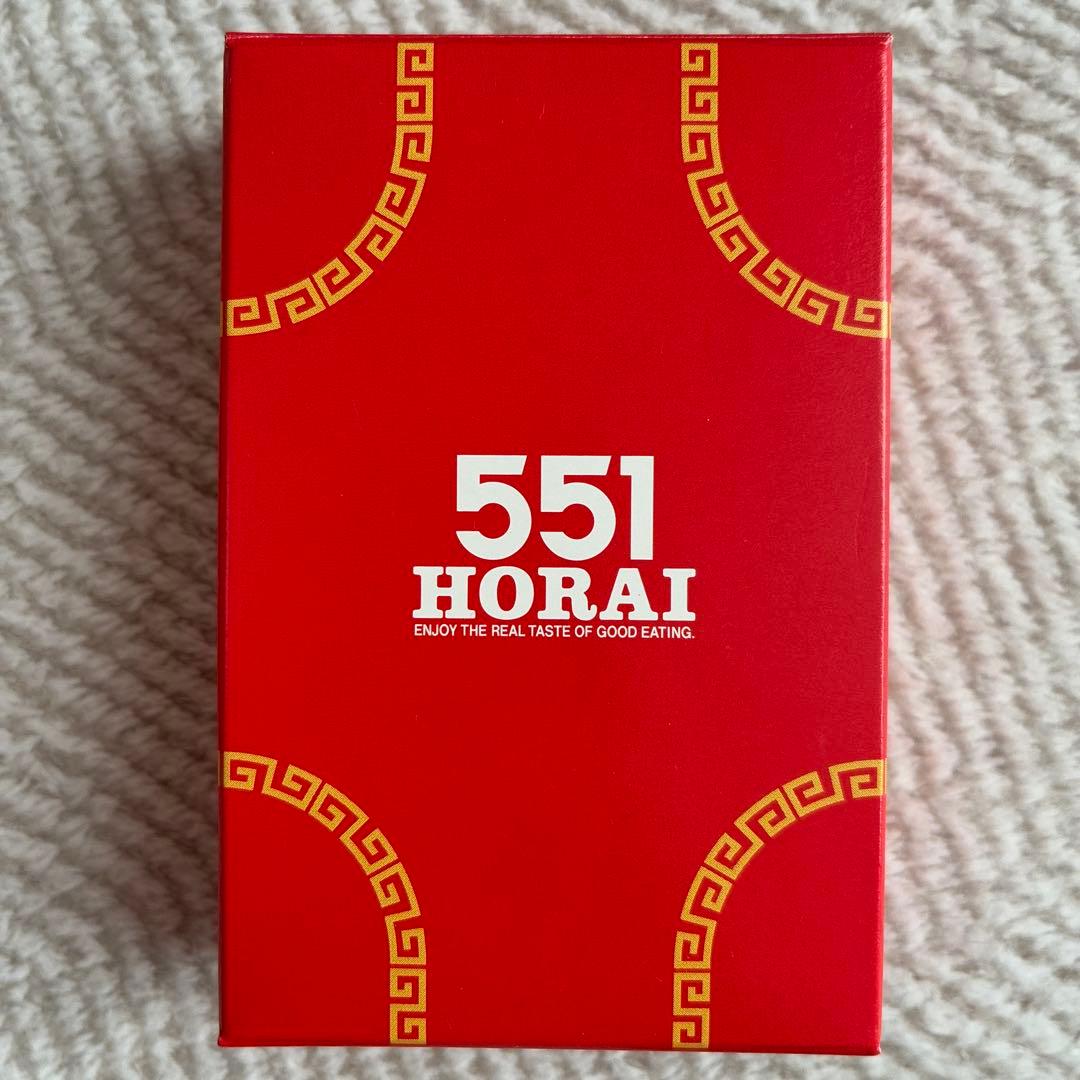 551
HORAI
ENJOY THE REAL TASTE OF GOOD EATING.